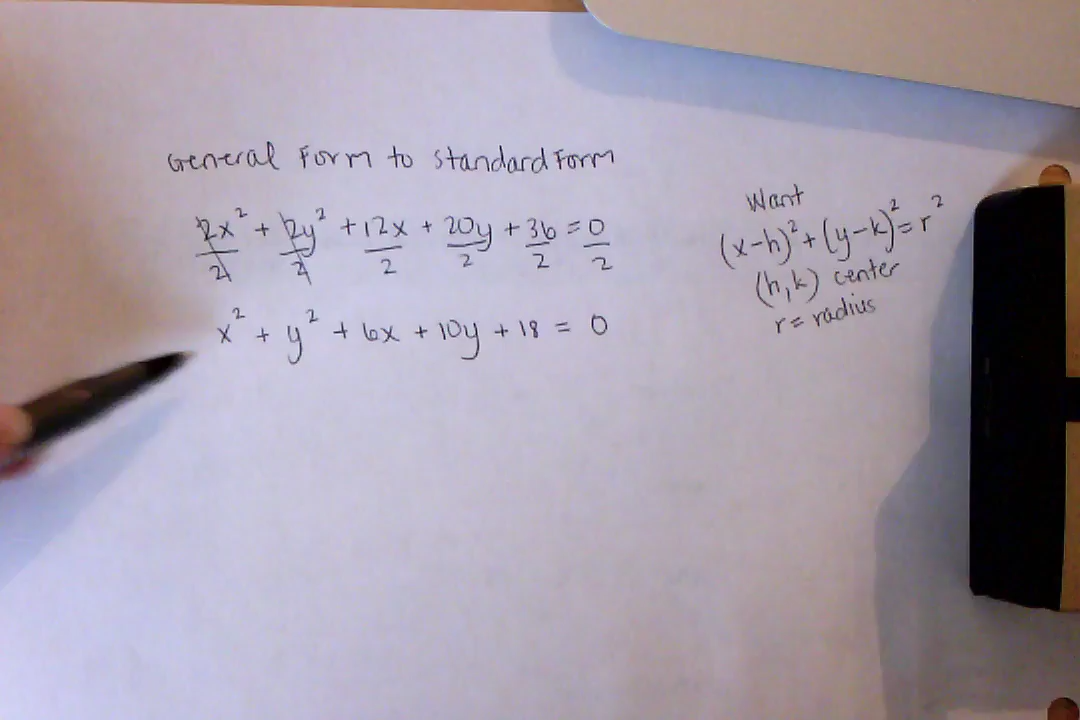 General Form to Standard Form
2x² + 2y² + 12x + 20y + 36 = 0
2 2 2 2 2 2
x² + y² + 6x + 10y + 18 = 0
Want
(x-h)² + (y-k)² = r²
(h,k) center
r = radius